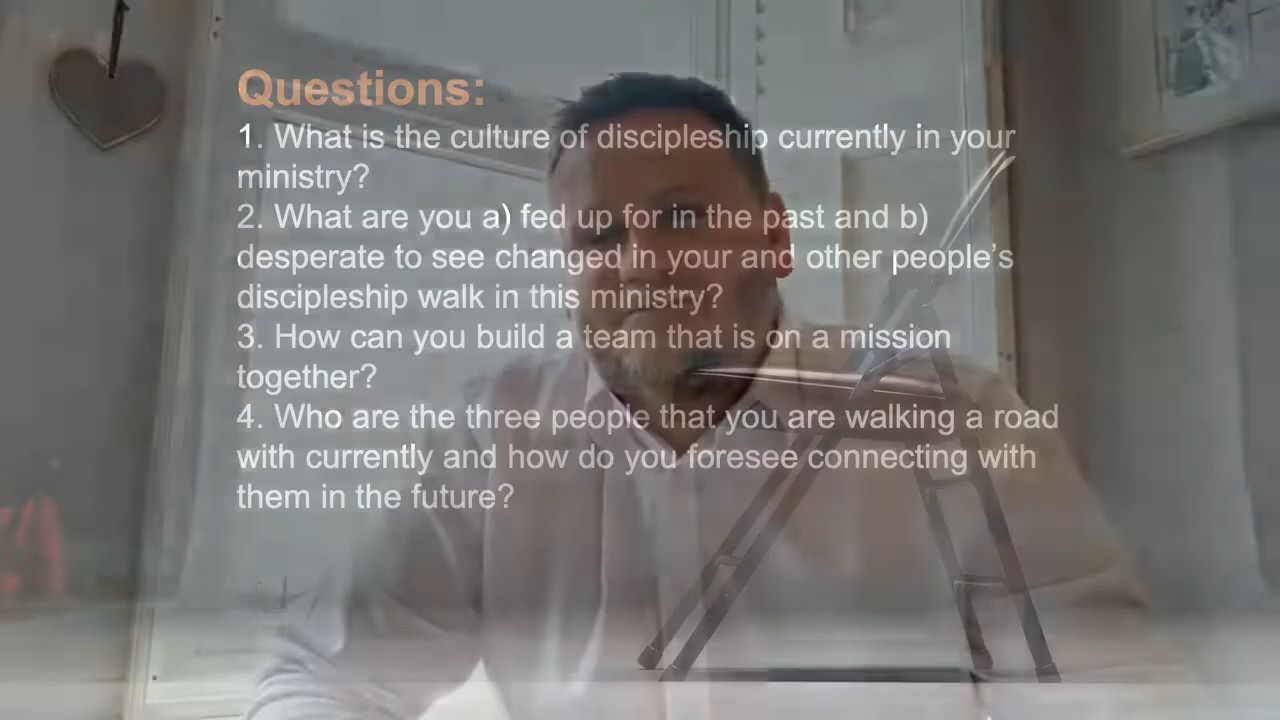 Questions:
1. What is the culture of discipleship currently in your
ministry?
2. What are you a) fed up for in the past and b)
desperate to see changed in your and other people’s
discipleship walk in this ministry?
3. How can you build a team that is on a mission
together?
4. Who are the three people that you are walking a road
with currently and how do you foresee connecting with
them in the future?